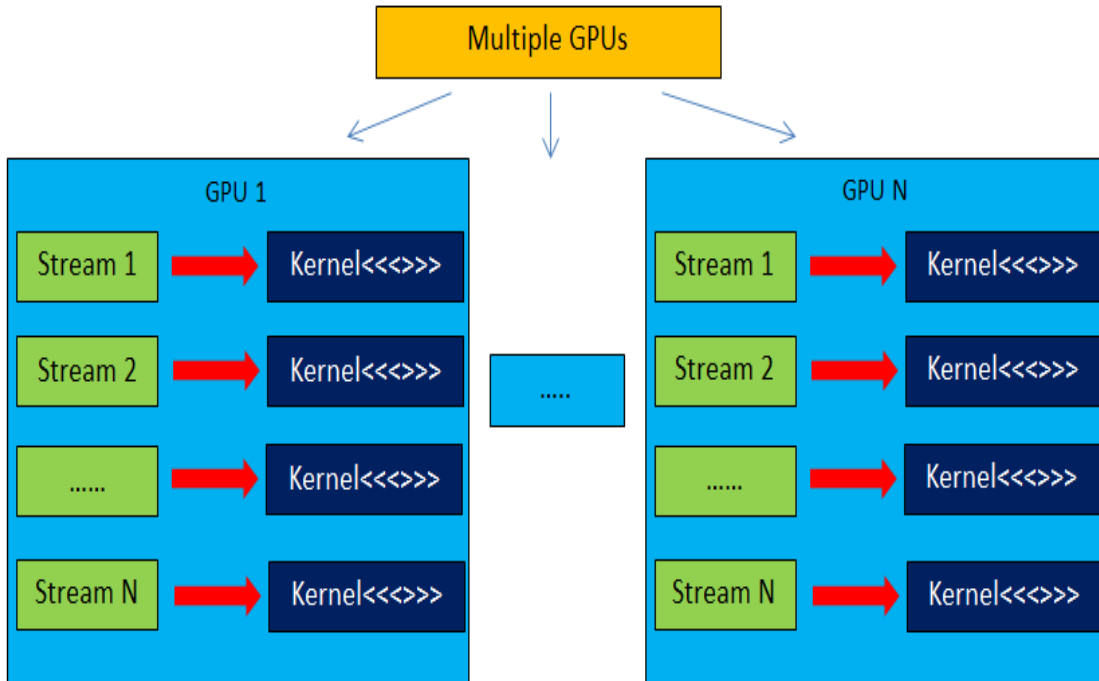 Multiple GPUs
GPU 1
Stream 1
Kernel<<<>>>
Stream 2
Kernel<<<>>>
......
Kernel<<<>>>
Stream N
Kernel<<<>>>
.....
GPU N
Stream 1
Kernel<<<>>>
Stream 2
Kernel<<<>>>
......
Kernel<<<>>>
Stream N
Kernel<<<>>>